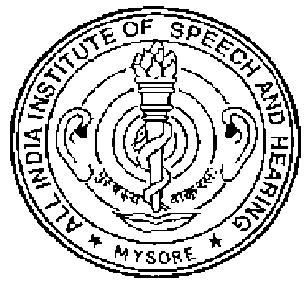 ALL INDIA INSTITUTE OF SPEECH AND HEARING
MYSORE